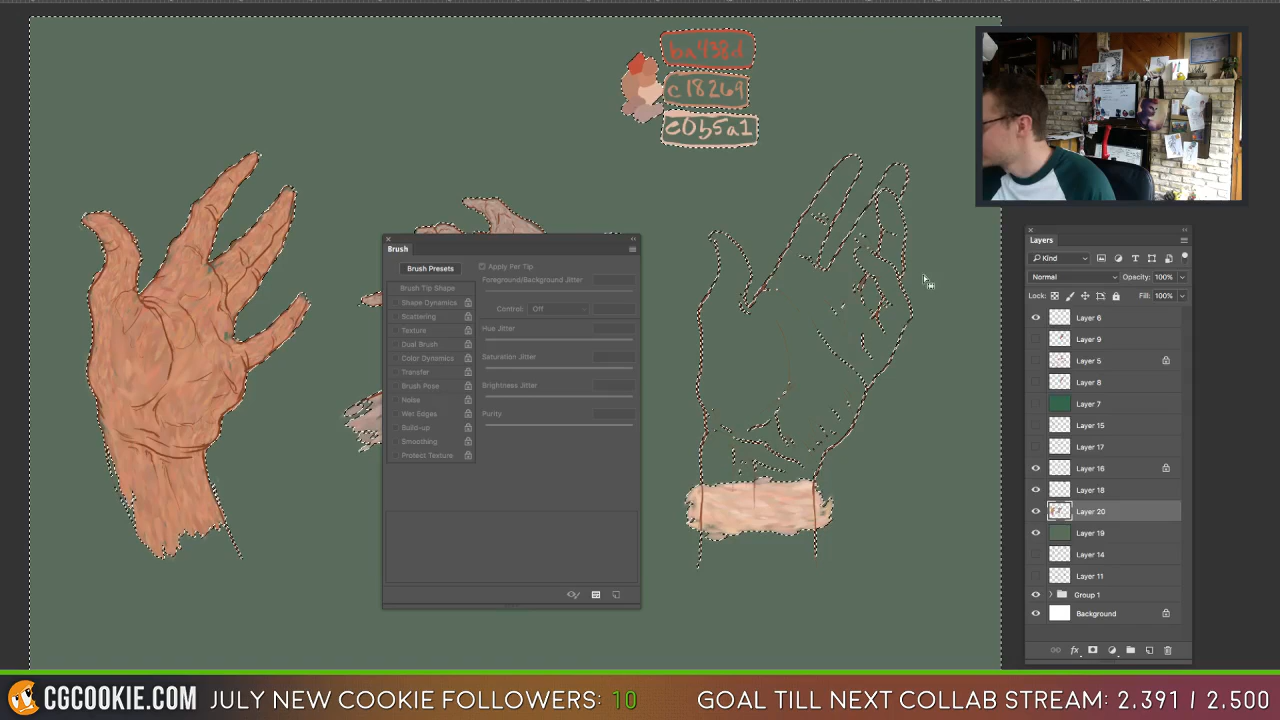 ba438d
c18269
e0b5a1
Brush
Brush Presets
Apply Per Tip
Foreground/Background Jitter
Brush Tip Shape
Shape Dynamics
Control: Off
Scattering
Texture
Hue Jitter
Dual Brush
Color Dynamics
Saturation Jitter
Transfer
Brush Pose
Brightness Jitter
Noise
Wet Edges
Purity
Build-up
Smoothing
Protect Texture
Layers
Kind
Normal
Opacity: 100%
Lock:
Fill: 100%
Layer 6
Layer 9
Layer 5
Layer 8
Layer 7
Layer 15
Layer 17
Layer 16
Layer 18
Layer 20
Layer 19
Layer 14
Layer 11
Group 1
Background
fx
CGCOOKIE.COM JULY NEW COOKIE FOLLOWERS: 10 GOAL TILL NEXT COLLAB STREAM: 2.391 / 2.500